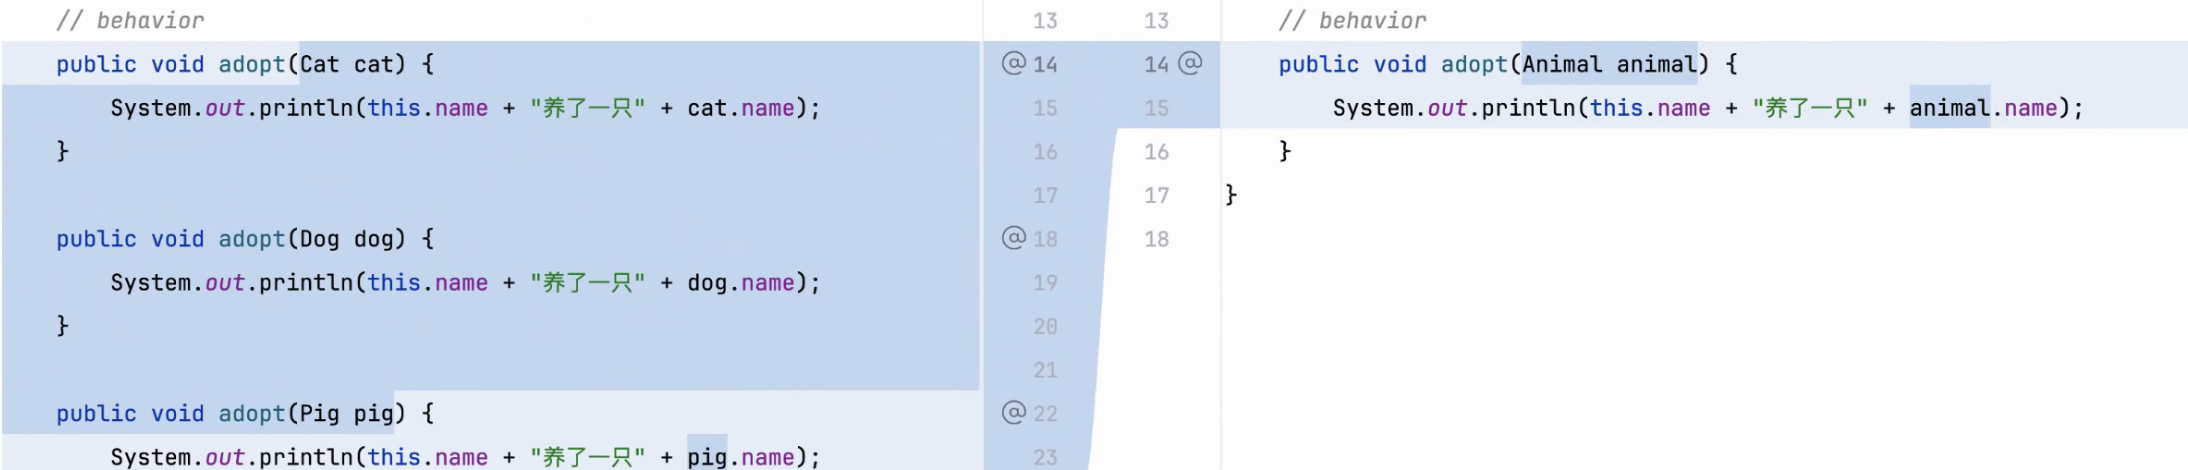 // behavior
public void adopt(Cat cat) {
System.out.println(this.name + "养了一只" + cat.name);
}
public void adopt(Dog dog) {
System.out.println(this.name + "养了一只" + dog.name);
}
public void adopt(Pig pig) {
System.out.println(this.name + "养了一只" + pig.name);
13
@ 14
15
16
17
@ 18
19
20
21
@ 22
23
13
14 @
15
16
17
18
// behavior
public void adopt(Animal animal) {
System.out.println(this.name + "养了一只" + animal.name);
}
}